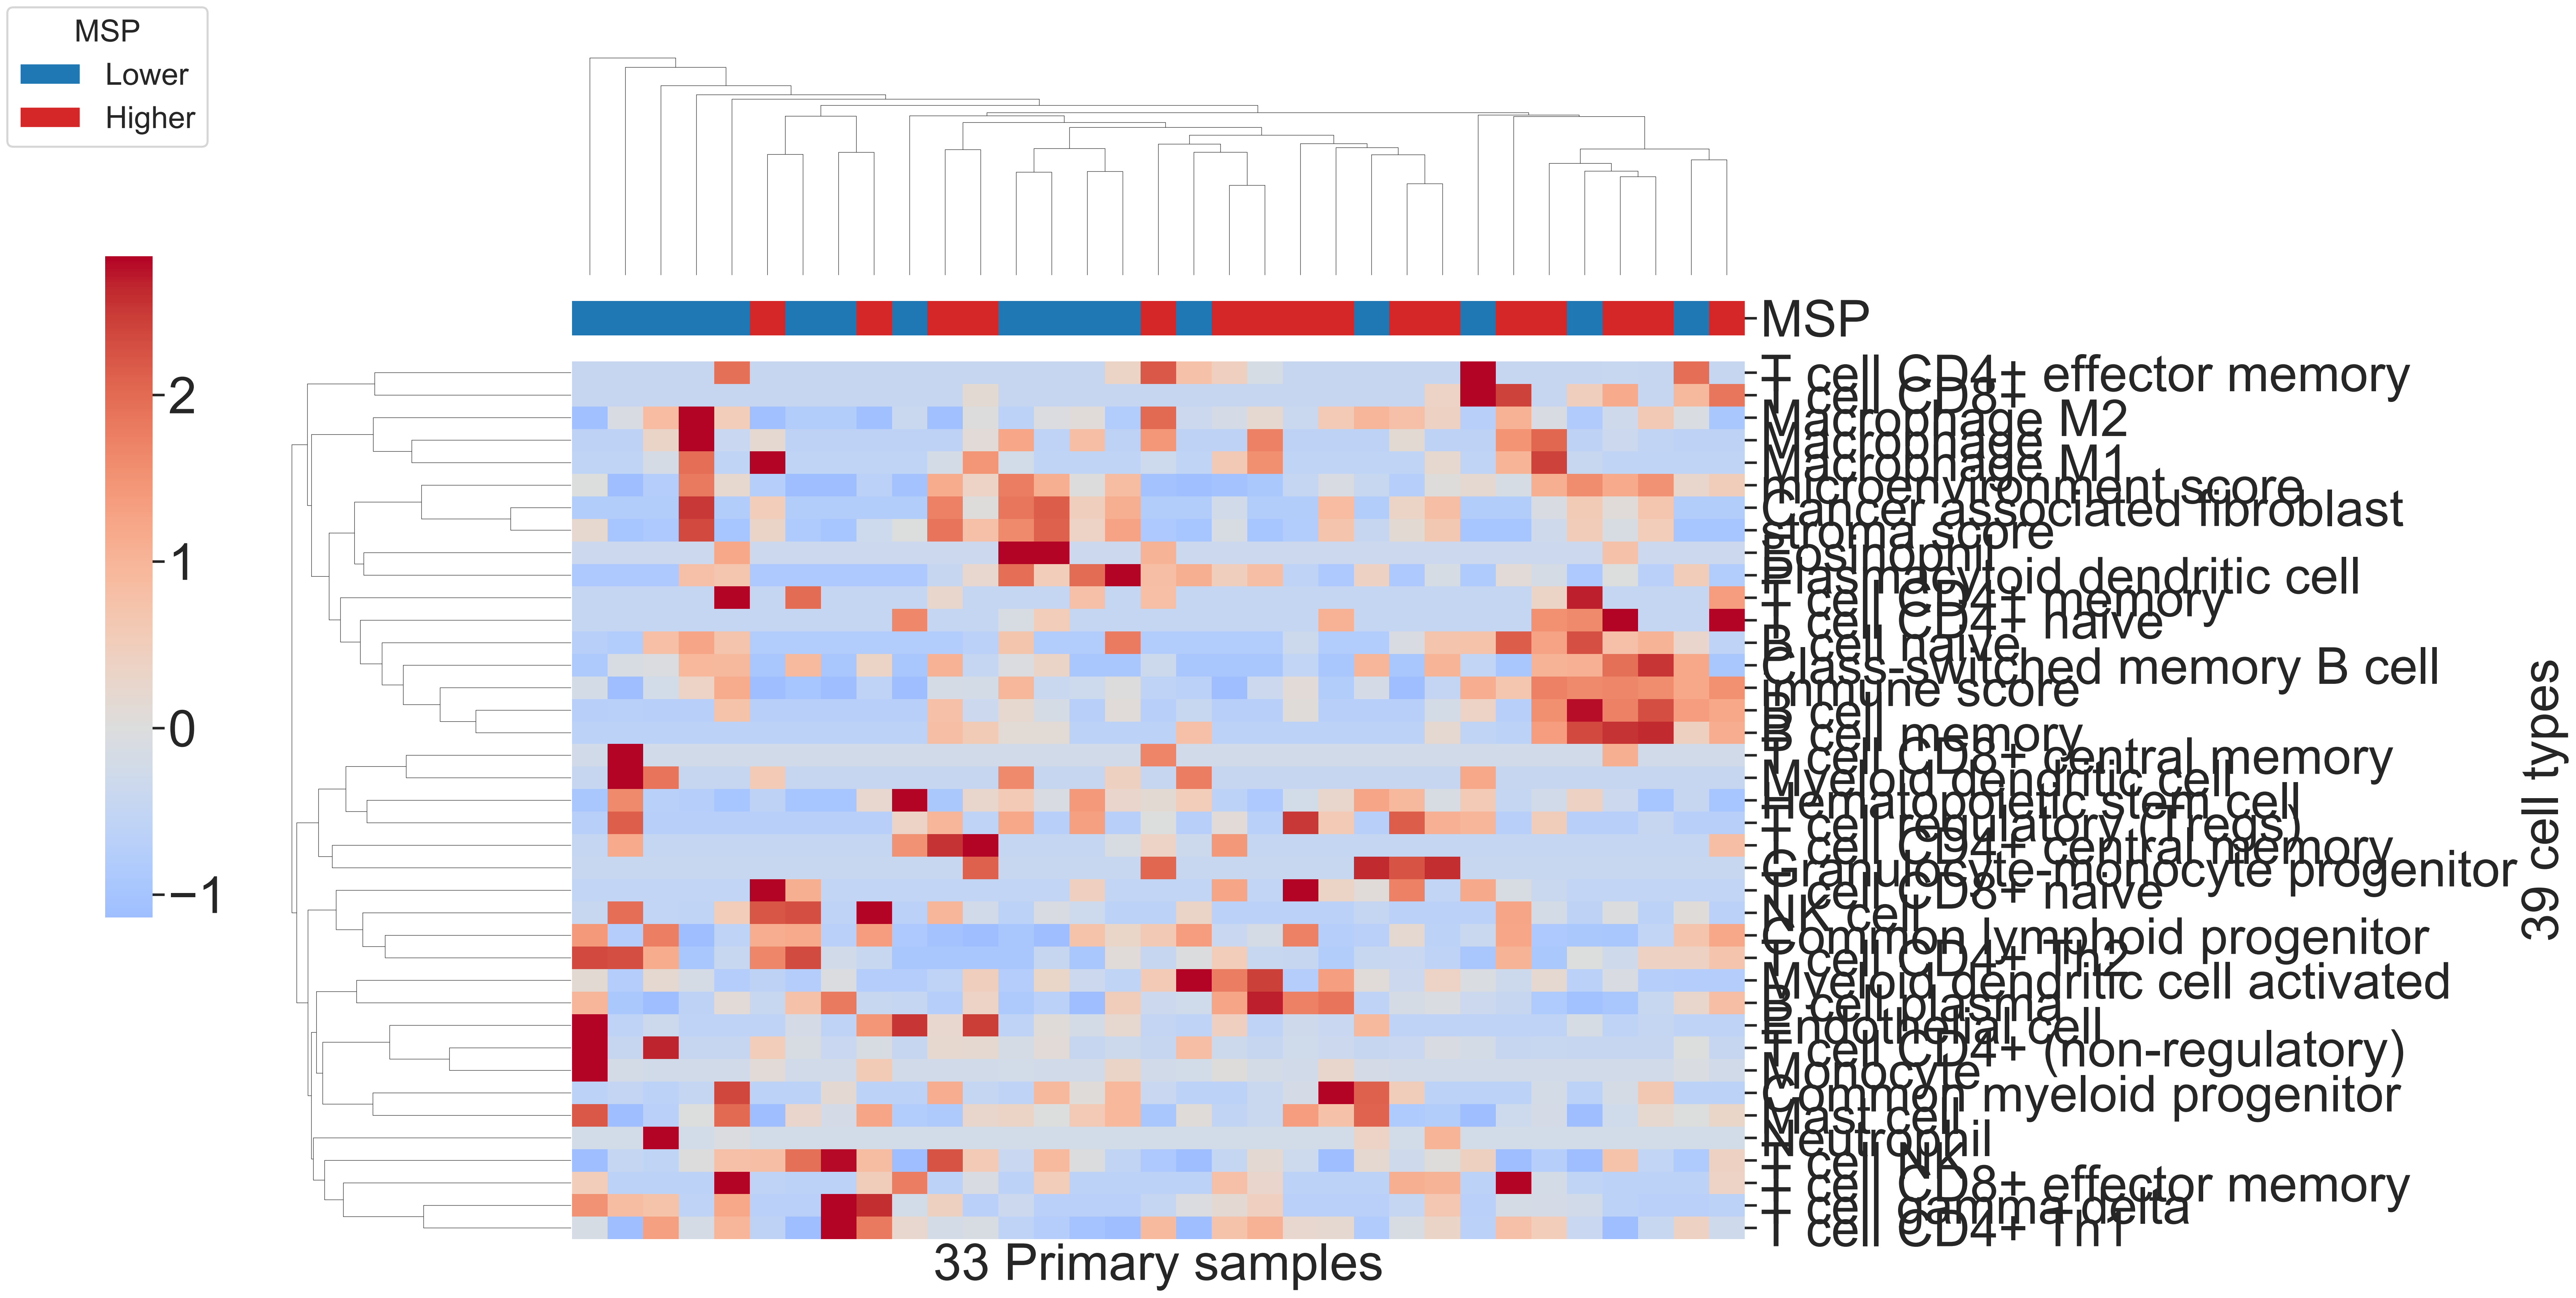 MSP
Lower
Higher
2
1
0
−1
MSP
T cell CD4+ effector memory
T cell CD8+
Macrophage M2
Macrophage
Macrophage M1
microenvironment score
Cancer associated fibroblast
stroma score
Eosinophil
Plasmacytoid dendritic cell
T cell CD4+ memory
T cell CD4+ naive
B cell naive
Class-switched memory B cell
immune score
B cell
B cell memory
T cell CD8+ central memory
Myeloid dendritic cell
Hematopoietic stem cell
T cell regulatory (Tregs)
T cell CD4+ central memory
Granulocyte-monocyte progenitor
T cell CD8+ naive
NK cell
Common lymphoid progenitor
T cell CD4+ Th2
Myeloid dendritic cell activated
B cell plasma
Endothelial cell
T cell CD4+ (non-regulatory)
Monocyte
Common myeloid progenitor
Mast cell
Neutrophil
T cell NK
T cell CD8+ effector memory
T cell gamma delta
T cell CD4+ Th1
39 cell types
33 Primary samples